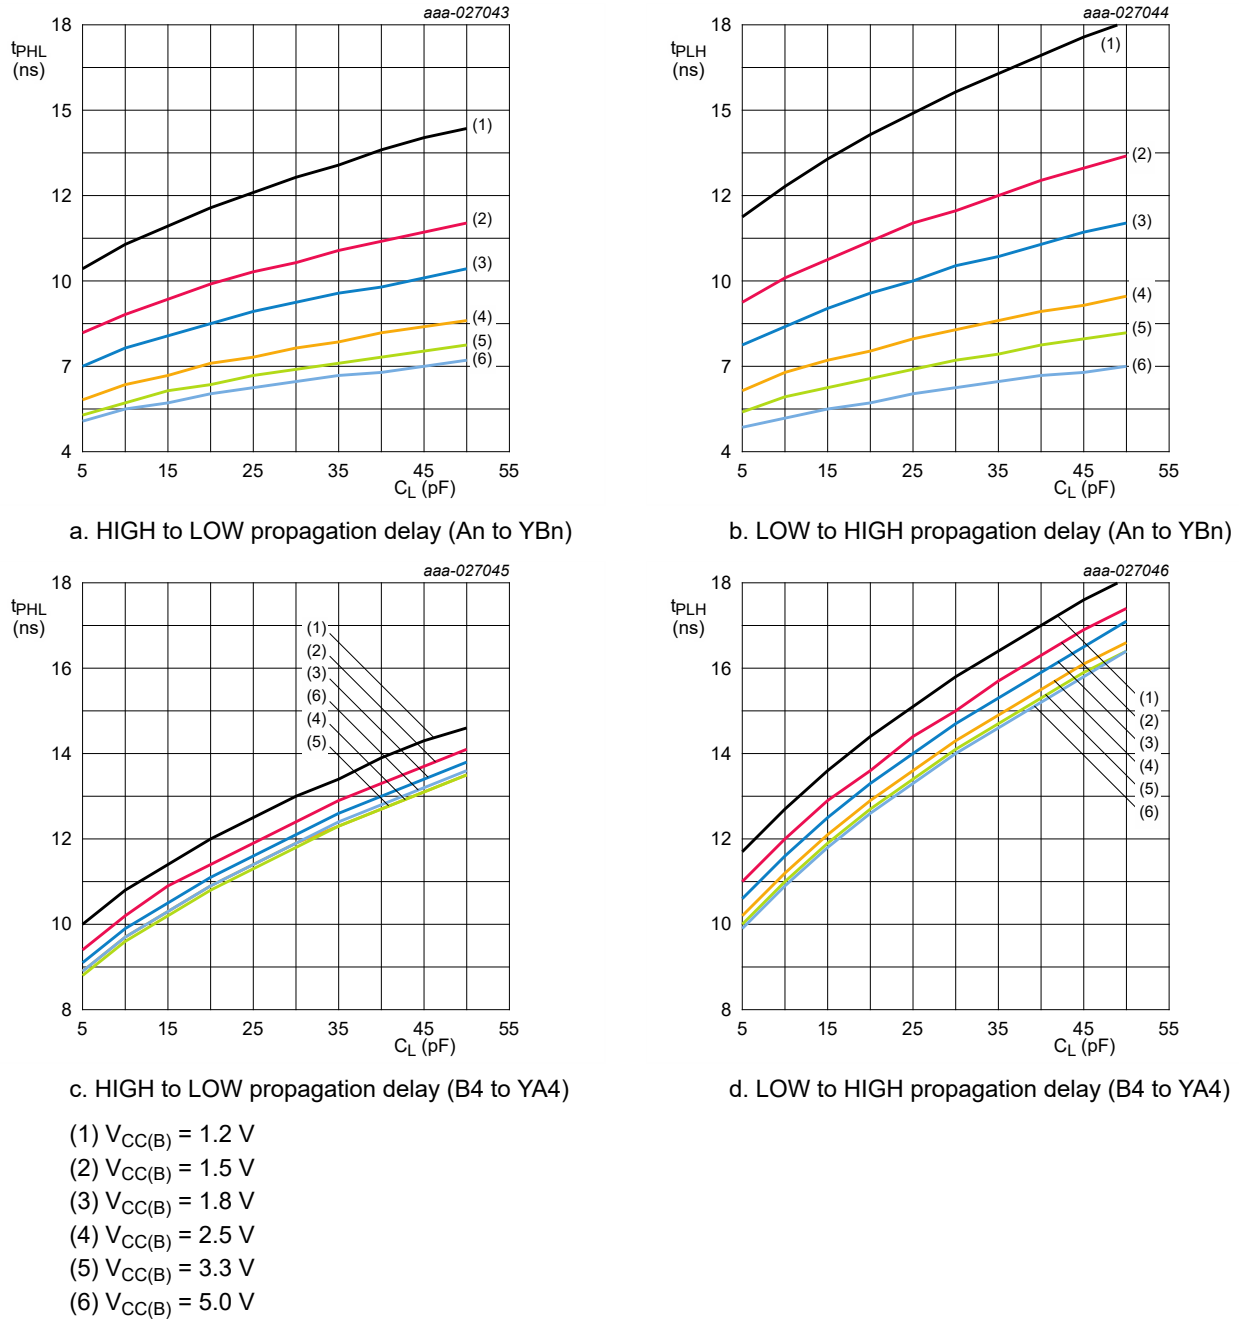 aaa-027043
18
tPHL
(ns)
15
12
10
7
4
(1)
(2)
(3)
(4)
(5)
(6)
5 15 25 35 45 55
CL (pF)
a. HIGH to LOW propagation delay (An to YBn)
aaa-027044
18
tPLH
(ns)
15
12
10
7
4
(1)
(2)
(3)
(4)
(5)
(6)
5 15 25 35 45 55
CL (pF)
b. LOW to HIGH propagation delay (An to YBn)
aaa-027045
18
tPHL
(ns)
16
14
12
10
8
(1)
(2)
(3)
(6)
(4)
(5)
5 15 25 35 45 55
CL (pF)
c. HIGH to LOW propagation delay (B4 to YA4)
aaa-027046
18
tPLH
(ns)
16
14
12
10
8
(1)
(2)
(3)
(4)
(5)
(6)
5 15 25 35 45 55
CL (pF)
d. LOW to HIGH propagation delay (B4 to YA4)
(1) VCC(B) = 1.2 V
(2) VCC(B) = 1.5 V
(3) VCC(B) = 1.8 V
(4) VCC(B) = 2.5 V
(5) VCC(B) = 3.3 V
(6) VCC(B) = 5.0 V